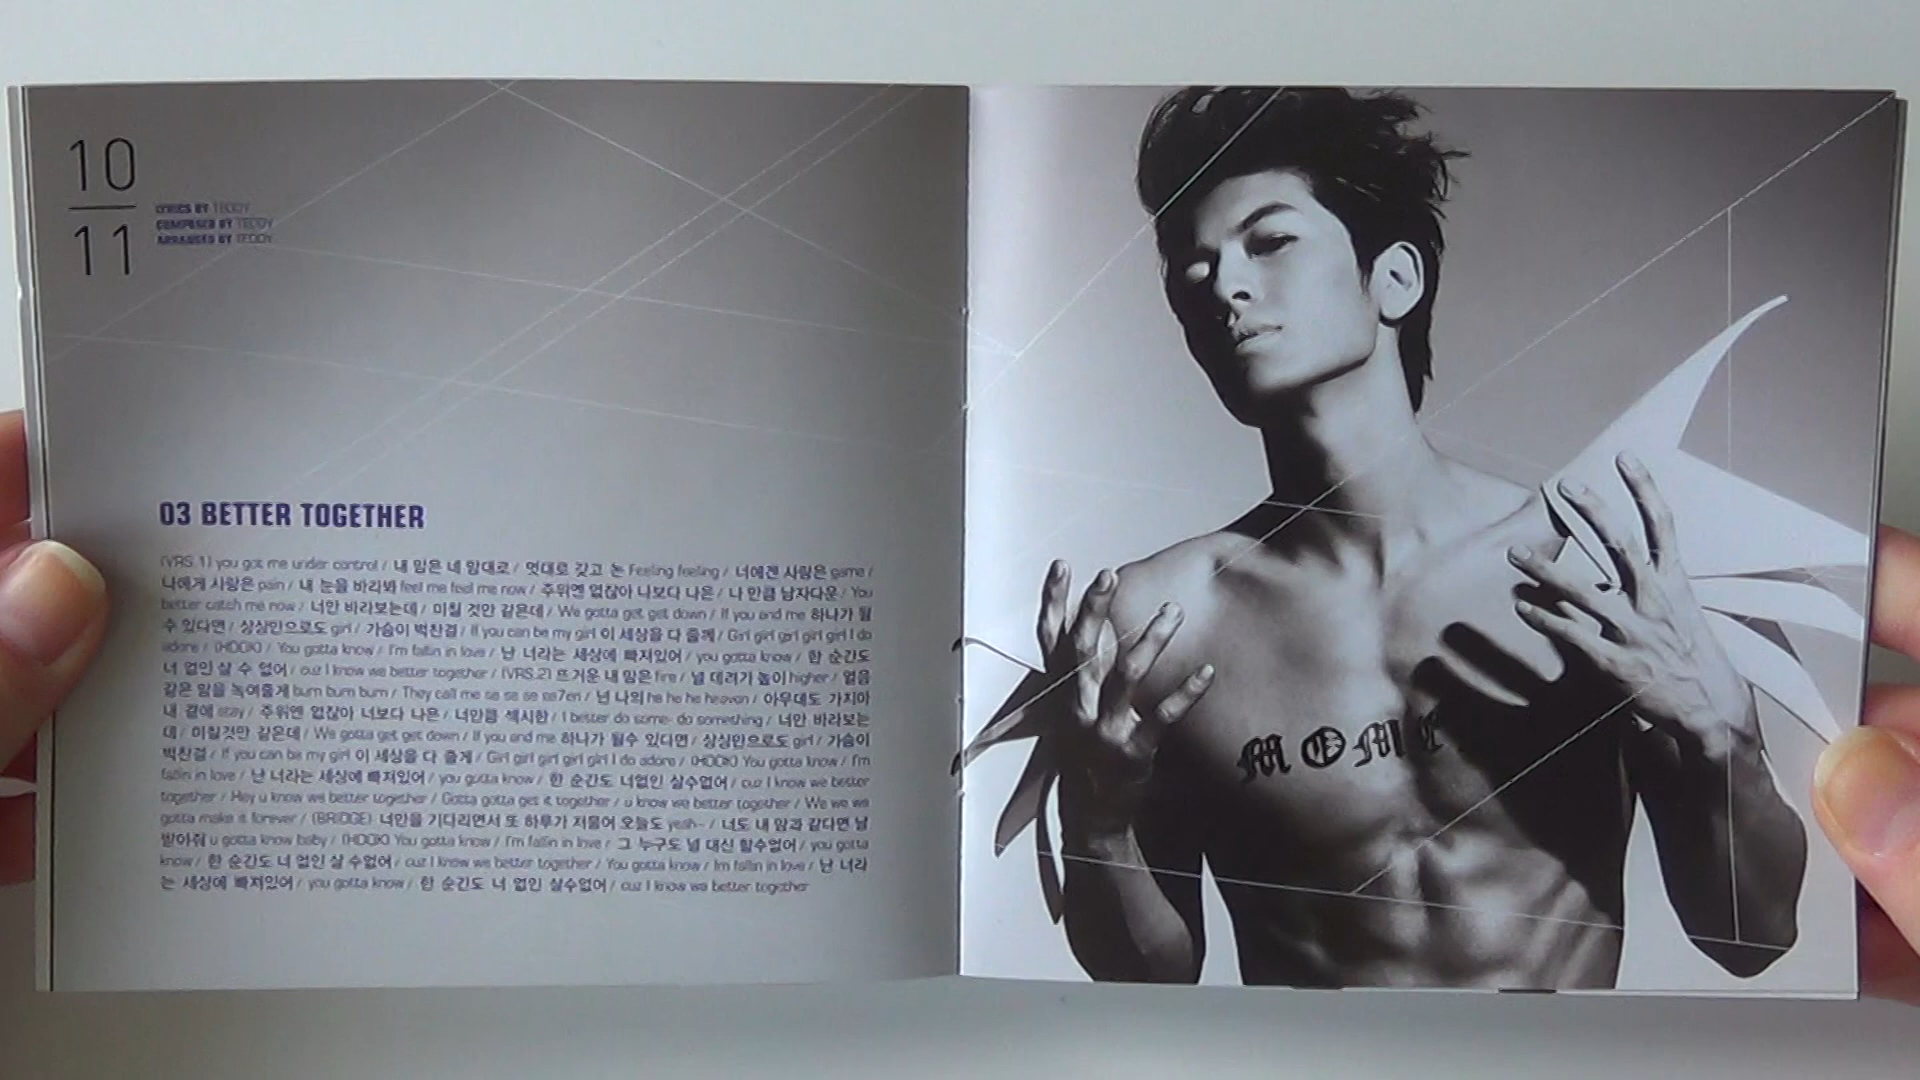 10
11
LYRICS BY TEDDY
COMPOSED BY TEDDY
ARRANGED BY TEDDY
03 BETTER TOGETHER
(VRS.1) you got me under control / 내 맘은 네 맘대로 / 멋대로 갖고 논 Feeling feeling / 너에겐 사랑은 game /
나에게 사랑은 pain / 내 눈을 바라봐 feel me feel me now / 주위엔 없잖아 나보다 나은 / 나 만큼 남자다운 / You
better catch me now / 너만 바라보는데 / 미칠 것만 같은데 / We gotta get get down / If you and me 하나가 될
수 있다면 / 상상만으로도 girl / 가슴이 벅찬걸 / If you can be my girl 이 세상을 다 줄께 / Girl girl girl girl girl I do
adore / (HOOK) / You gotta know / I'm fallin in love / 난 너라는 세상에 빠져있어 / you gotta know / 한 순간도
너 없인 살 수 없어 / cuz I know we better together / (VRS.2) 뜨거운 내 맘은 fire / 널 데려가 높이 higher / 얼음
같은 맘을 녹여줄게 burn burn burn / They call me se se se se7en / 넌 나의 he he he heaven / 아무데도 가지마
내 곁에 stay / 주위엔 없잖아 너보다 나은 / 너만큼 섹시한 / I better do some- do something / 너만 바라보는
데 / 미칠것만 같은데 / We gotta get get down / If you and me 하나가 될수 있다면 / 상상만으로도 girl / 가슴이
벅찬걸 / If you can be my girl 이 세상을 다 줄게 / Girl girl girl girl girl I do adore / (HOOK) You gotta know / I'm
fallin in love / 난 너라는 세상에 빠져있어 / you gotta know / 한 순간도 너없인 살수없어 / cuz I know we better
together / Hey u know we better together / Gotta gotta get it together / u know we better together / We we we
gotta make it forever / (BRIDGE) 너만을 기다리면서 또 하루가 저물어 오늘도 yeah~ / 너도 내 맘과 같다면 날
받아줘 u gotta know baby / (HOOK) You gotta know / I'm fallin in love / 그 누구도 널 대신 할수없어 / you gotta
know / 한 순간도 너 없인 살 수없어 / cuz I know we better together / You gotta know / Im fallin in love / 난 너라
는 세상에 빠져있어 / you gotta know / 한 순간도 너 없인 살수없어 / cuz I know we better together